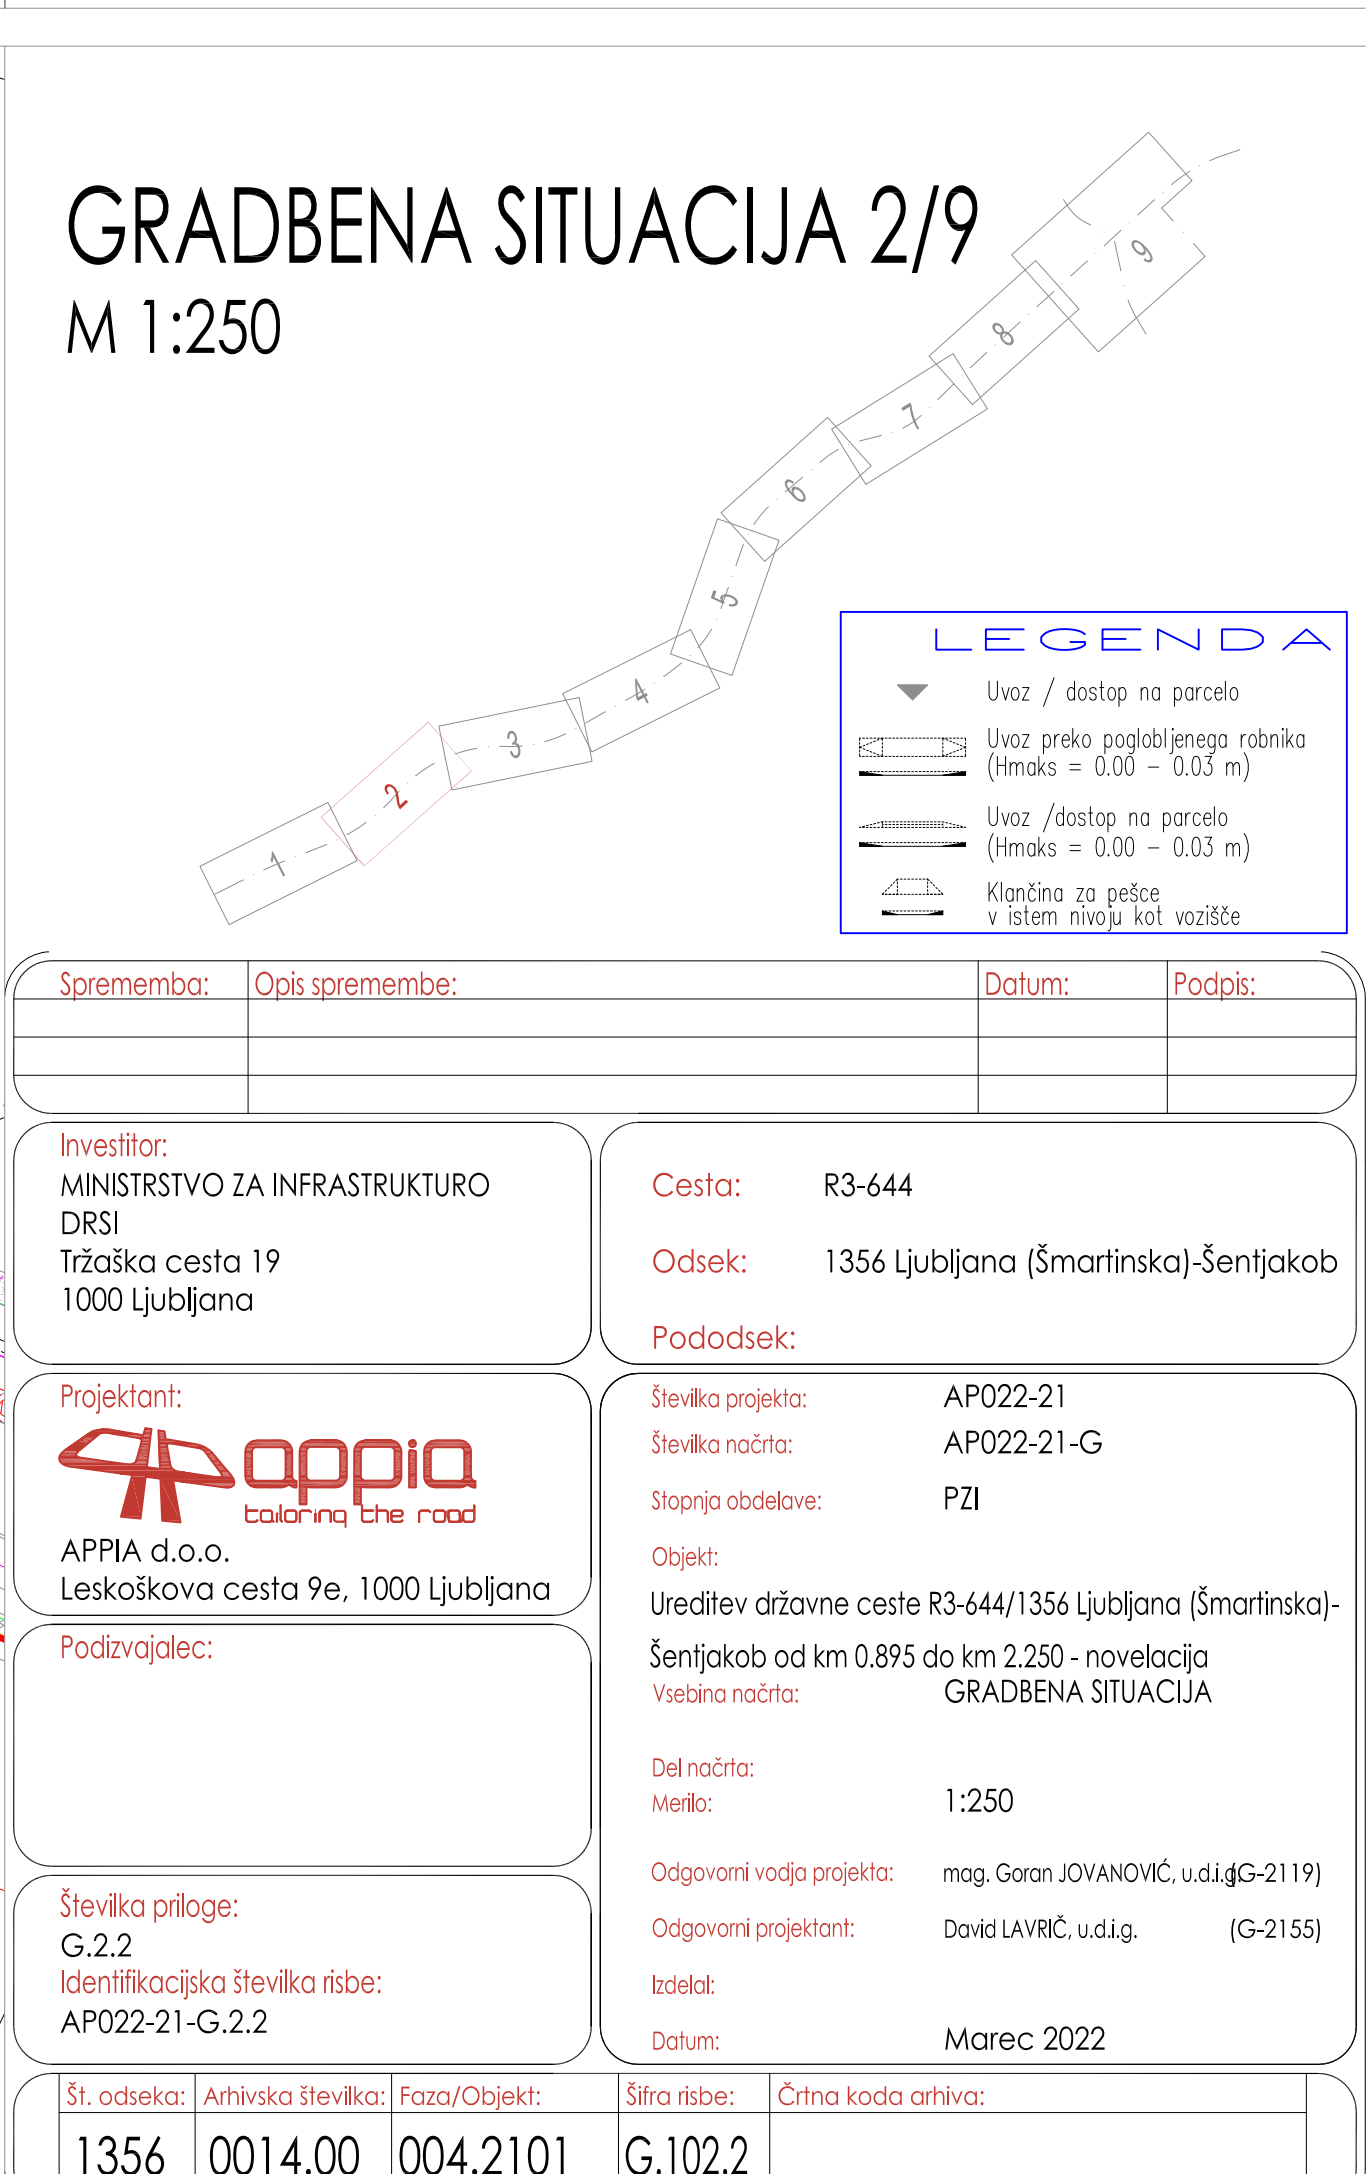 GRADBENA SITUACIJA 2/9
M 1:250
9
8
7
6
5
4
3
2
1
LEGENDA
Uvoz / dostop na parcelo
Uvoz preko poglobljenega robnika
(Hmaks = 0.00 – 0.03 m)
Uvoz /dostop na parcelo
(Hmaks = 0.00 – 0.03 m)
Klančina za pešce
v istem nivoju kot vozišče
Sprememba: Opis spremembe: Datum: Podpis:
Investitor:
MINISTRSTVO ZA INFRASTRUKTURO
DRSI
Tržaška cesta 19
1000 Ljubljana
Cesta: R3-644
Odsek: 1356 Ljubljana (Šmartinska)-Šentjakob
Pododsek:
Projektant:
appia
tailoring the road
APPIA d.o.o.
Leskoškova cesta 9e, 1000 Ljubljana
Podizvajalec:
Številka priloge:
G.2.2
Identifikacijska številka risbe:
AP022-21-G.2.2
Številka projekta: AP022-21
Številka načrta: AP022-21-G
Stopnja obdelave: PZI
Objekt:
Ureditev državne ceste R3-644/1356 Ljubljana (Šmartinska)-
Šentjakob od km 0.895 do km 2.250 - novelacija
Vsebina načrta: GRADBENA SITUACIJA
Del načrta:
Merilo: 1:250
Odgovorni vodja projekta: mag. Goran JOVANOVIĆ, u.d.i.g. (G-2119)
Odgovorni projektant: David LAVRIČ, u.d.i.g. (G-2155)
Izdelal:
Datum: Marec 2022
Št. odseka: Arhivska številka: Faza/Objekt: Šifra risbe: Črtna koda arhiva:
1356 0014.00 004.2101 G.102.2